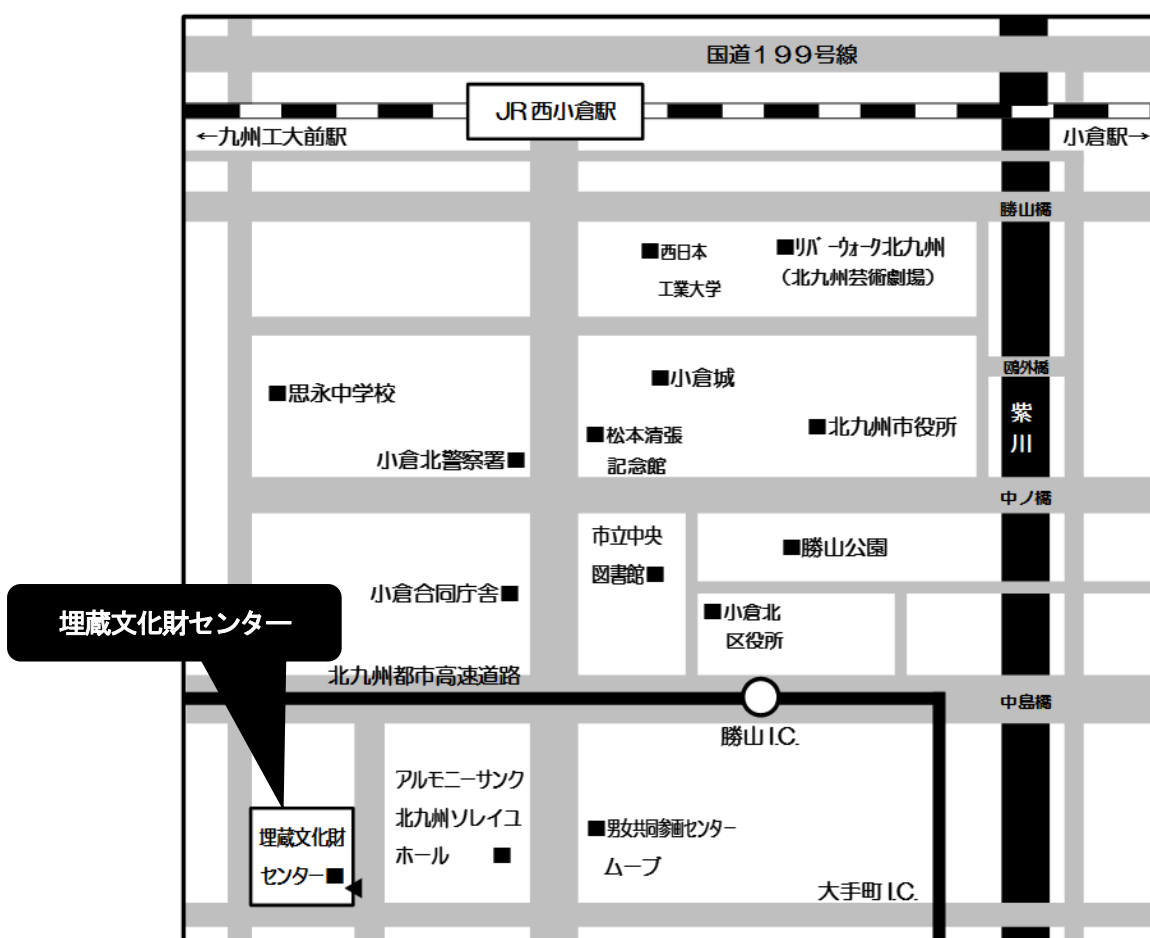 国道199号線
JR西小倉駅
←九州工大前駅
小倉駅→
勝山橋
■西日本
工業大学
■リバーウォーク北九州
(北九州芸術劇場)
鴎外橋
■思永中学校
■小倉城
紫
川
■松本清張
記念館
■北九州市役所
小倉北警察署■
中ノ橋
市立中央
図書館■
■勝山公園
小倉合同庁舎■
■小倉北
区役所
埋蔵文化財センター
北九州都市高速道路
中島橋
勝山I.C.
アルモニーサンク
北九州ソレイユ
ホール ■
■男女共同参画センター
ムーブ
埋蔵文化財
センター■
大手町I.C.